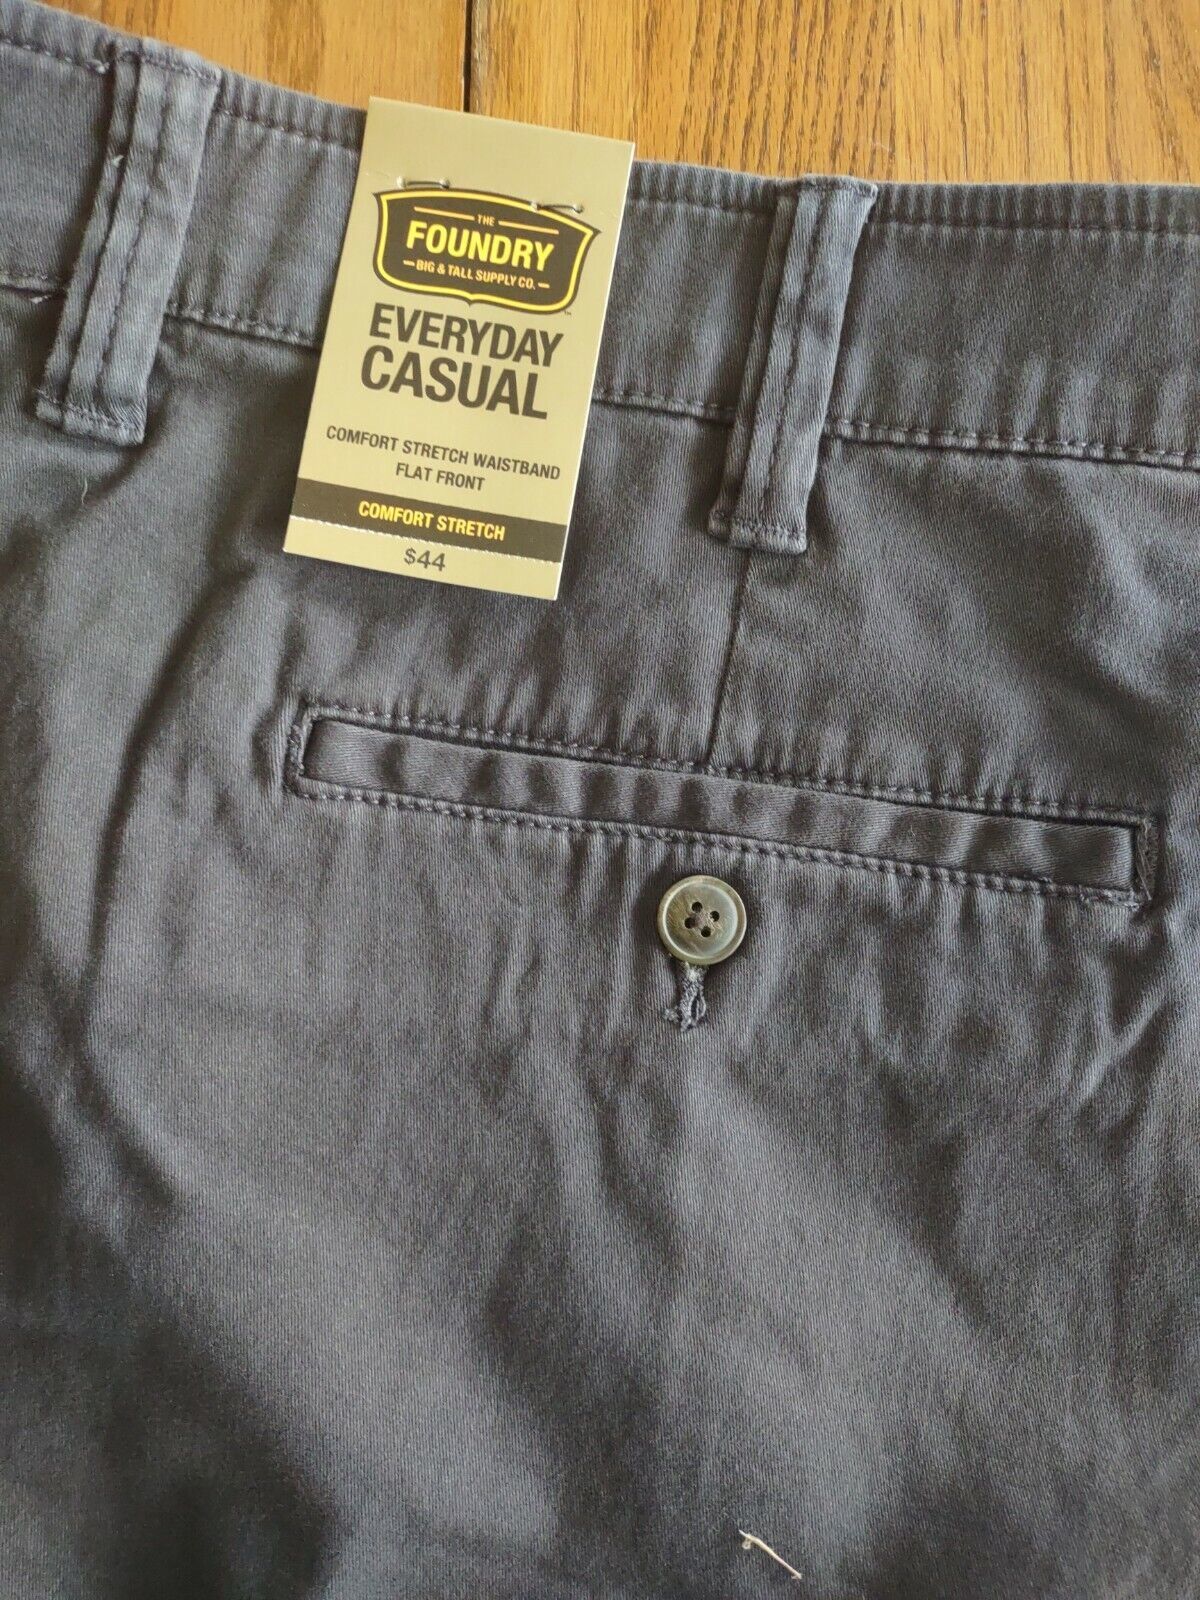 THE
FOUNDRY
BIG & TALL SUPPLY CO.
EVERYDAY
CASUAL
COMFORT STRETCH WAISTBAND
FLAT FRONT
COMFORT STRETCH
$44